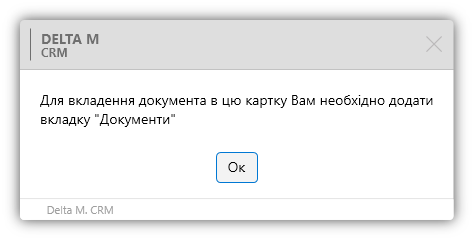 DELTA M
CRM
Для вкладення документа в цю картку Вам необхідно додати
вкладку "Документи"
Ок
Delta M. CRM